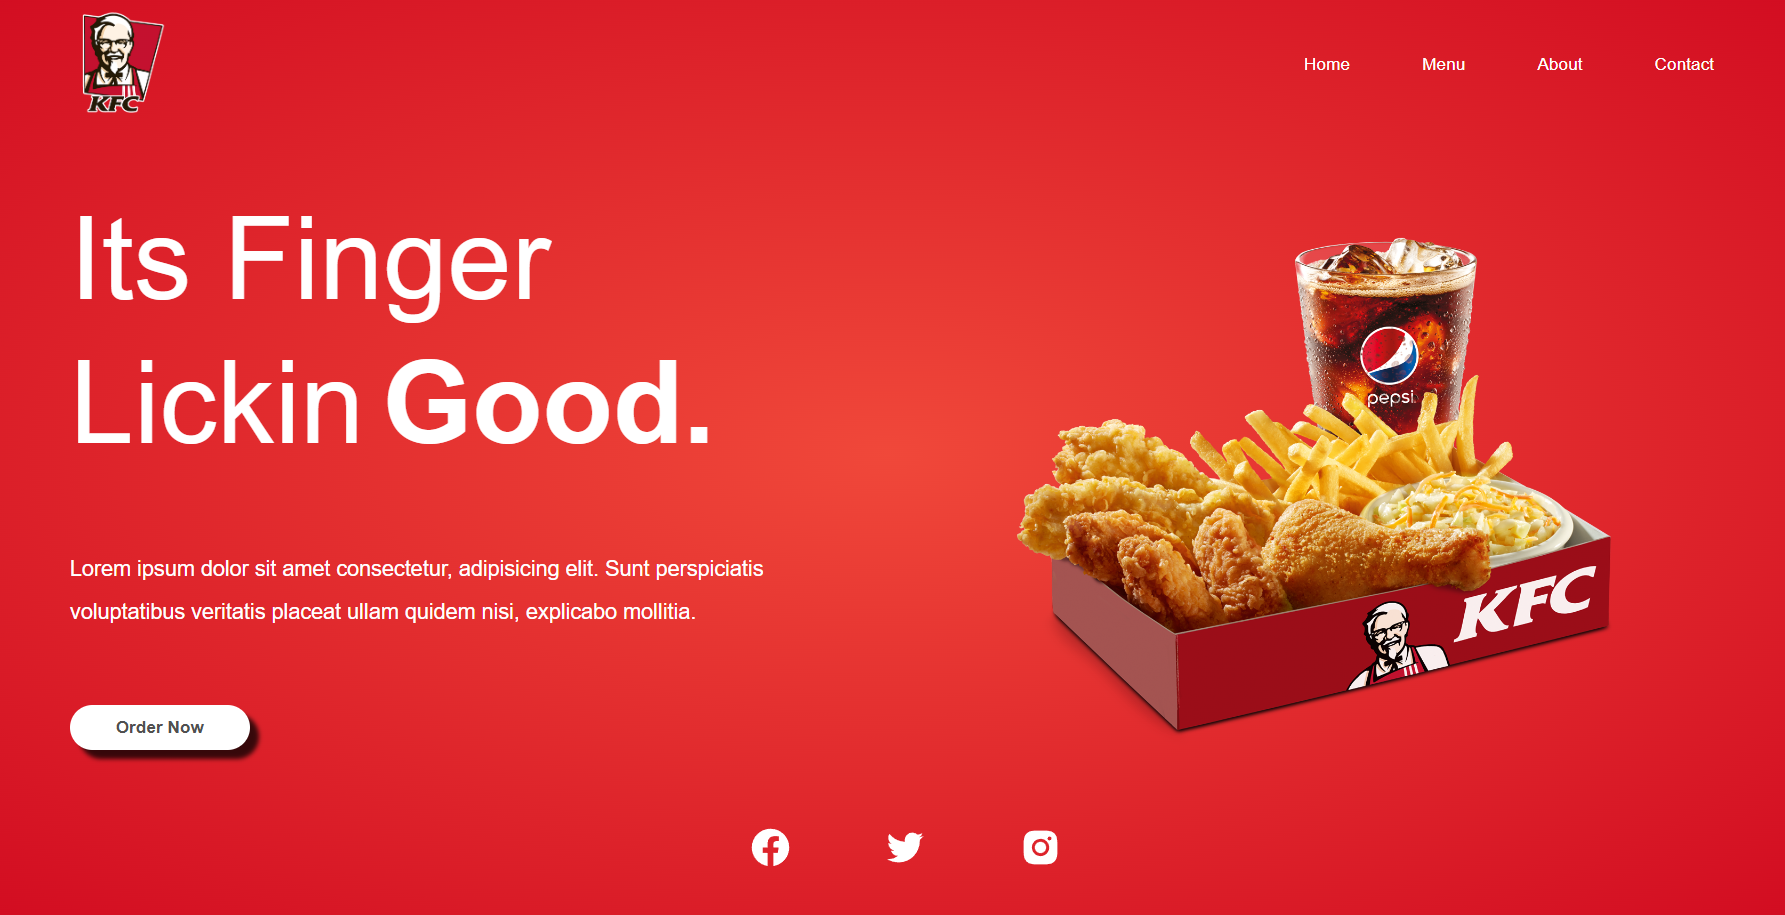 KFC
Home
Menu
About
Contact
Its Finger
Lickin Good.
pepsi
Lorem ipsum dolor sit amet consectetur, adipisicing elit. Sunt perspiciatis
voluptatibus veritatis placeat ullam quidem nisi, explicabo mollitia.
KFC
Order Now